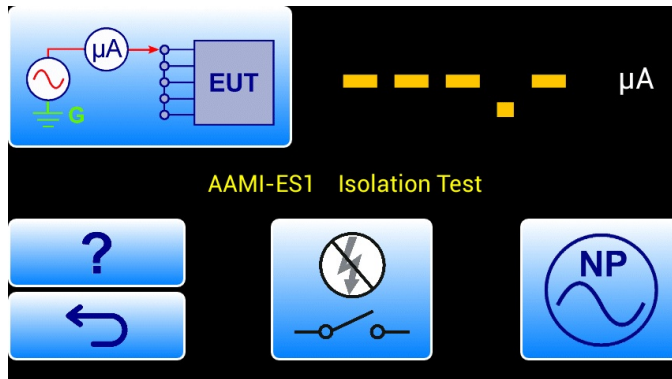 µA
EUT
G
---.- µA
AAMI-ES1 Isolation Test
?
NP